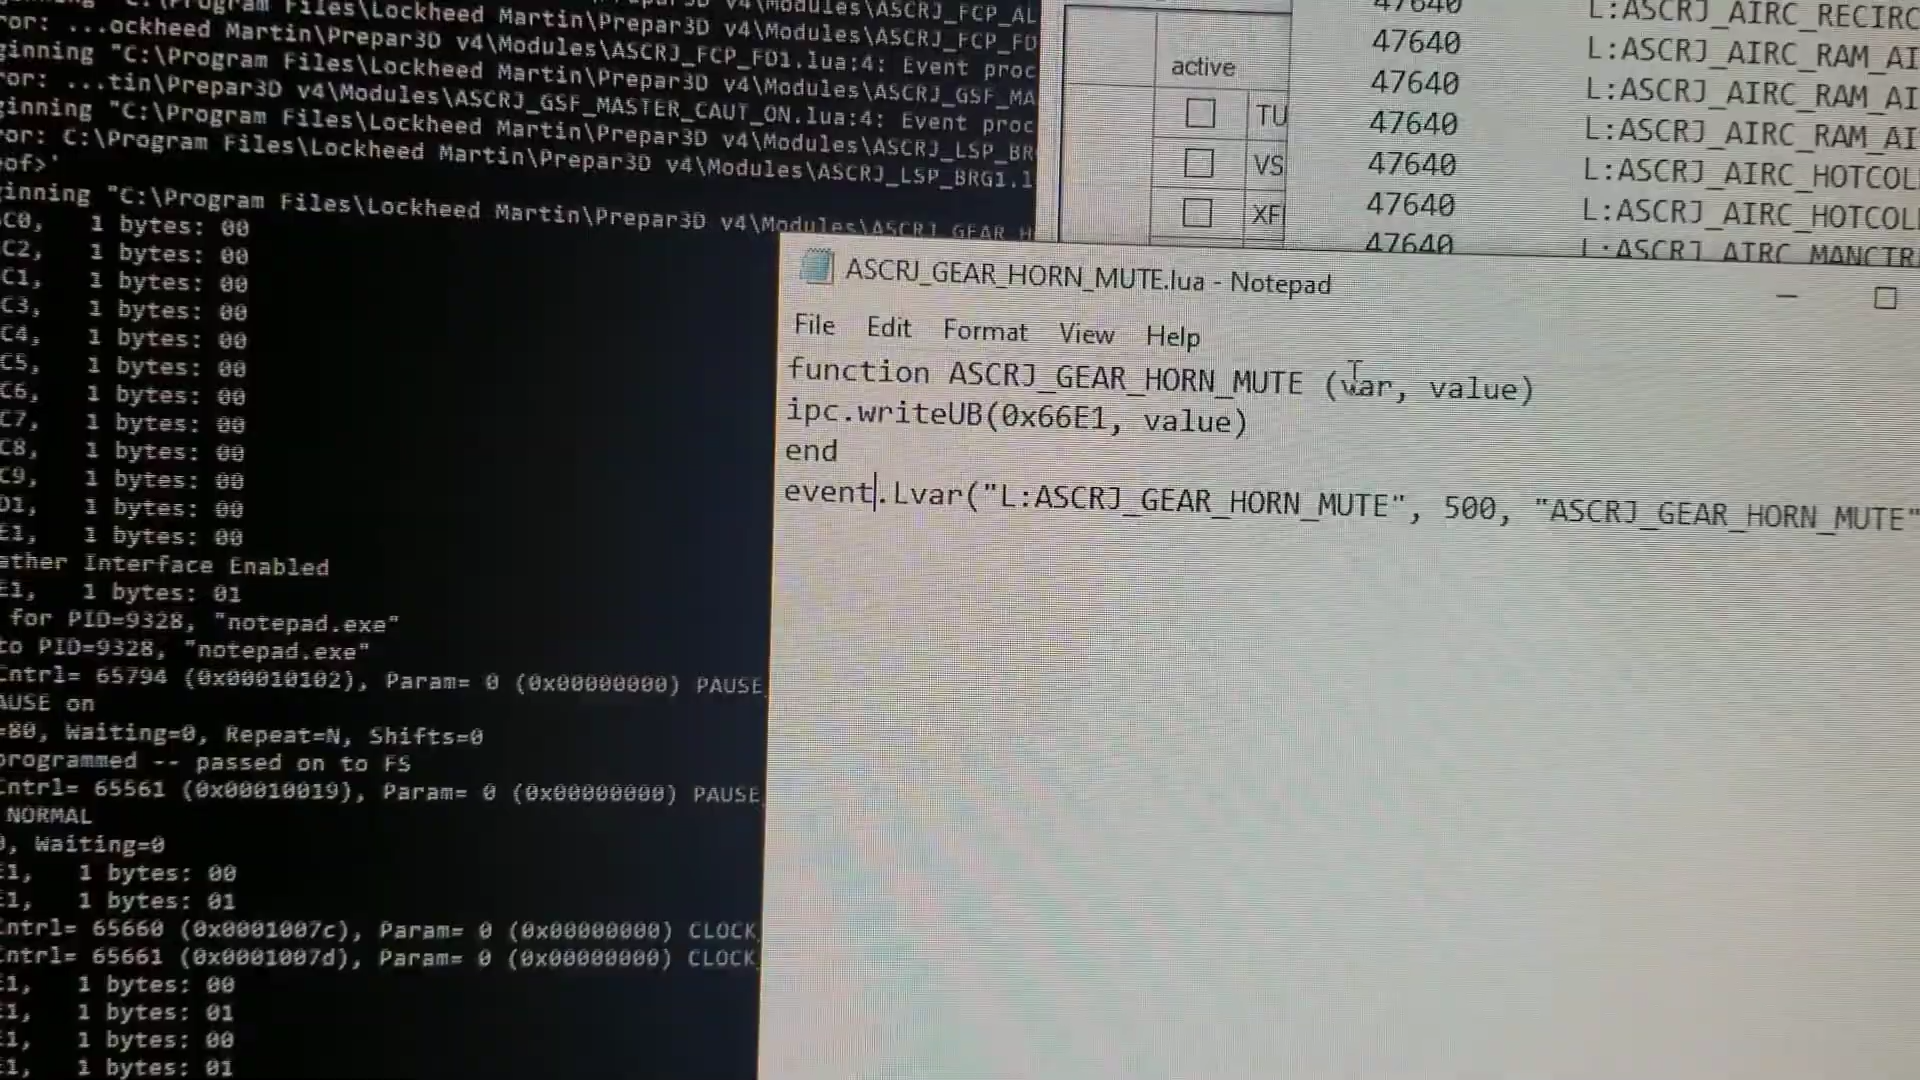 v4\Modules\ASCRJ_FCP_AL
ror: ...ockheed Martin\Prepar3D v4\Modules\ASCRJ_FCP_FD
ginning "C:\Program Files\Lockheed Martin\Prepar3D v4\Modules\ASCRJ_FCP_FD1.lua:4: Event proc
ror: ...tin\Prepar3D v4\Modules\ASCRJ_GSF_MASTER_CAUT_ON.lua:4: Event proc
ginning "C:\Program Files\Lockheed Martin\Prepar3D v4\Modules\ASCRJ_GSF_MA
ror: C:\Program Files\Lockheed Martin\Prepar3D v4\Modules\ASCRJ_LSP_BR
eof>'
Martin\Prepar3D v4\Modules\ASCRJ_LSP_BRG1.l
ginning "C:\Program Files\Lockheed Martin\Prepar3D v4\Modules\ASCRJ_GEAR_H
C0, 1 bytes: 00
C2, 1 bytes: 00
C1, 1 bytes: 00
C3, 1 bytes: 00
C4, 1 bytes: 00
C5, 1 bytes: 00
C6, 1 bytes: 00
C7, 1 bytes: 00
C8, 1 bytes: 00
C9, 1 bytes: 00
D1, 1 bytes: 00
E1, 1 bytes: 00
ather Interface Enabled
E1, 1 bytes: 01
for PID=9328, "notepad.exe"
to PID=9328, "notepad.exe"
Cntrl= 65794 (0x00010102), Param= 0 (0x00000000) PAUSE_
AUSE on
=80, Waiting=0, Repeat=N, Shifts=0
programmed -- passed on to FS
Cntrl= 65561 (0x00010019), Param= 0 (0x00000000) PAUSE_
NORMAL
0, Waiting=0
E1, 1 bytes: 00
E1, 1 bytes: 01
Cntrl= 65660 (0x0001007c), Param= 0 (0x00000000) CLOCK_
Cntrl= 65661 (0x0001007d), Param= 0 (0x00000000) CLOCK_
E1, 1 bytes: 00
E1, 1 bytes: 01
E1, 1 bytes: 00
E1, 1 bytes: 01
active
TU
VS
XF
47640 L:ASCRJ_AIRC_RECIRC
47640 L:ASCRJ_AIRC_RAM_AI
47640 L:ASCRJ_AIRC_RAM_AI
47640 L:ASCRJ_AIRC_RAM_AI
47640 L:ASCRJ_AIRC_HOTCOL
47640 L:ASCRJ_AIRC_HOTCOL
47640 L:ASCRJ_AIRC_MANCTR
ASCRJ_GEAR_HORN_MUTE.lua - Notepad
File Edit Format View Help
function ASCRJ_GEAR_HORN_MUTE (var, value)
ipc.writeUB(0x66E1, value)
end
event.Lvar("L:ASCRJ_GEAR_HORN_MUTE", 500, "ASCRJ_GEAR_HORN_MUTE"